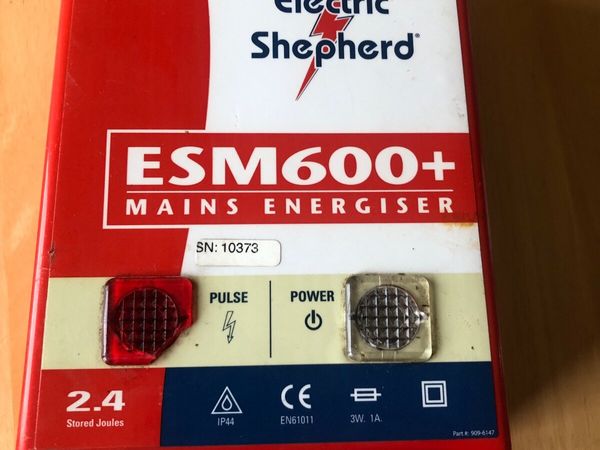 Electric
Shepherd®
ESM600+
MAINS ENERGISER
SN: 10373
PULSE
POWER
2.4
Stored Joules
IP44
CE
EN61011
3W. 1A.
Part #: 909-6147